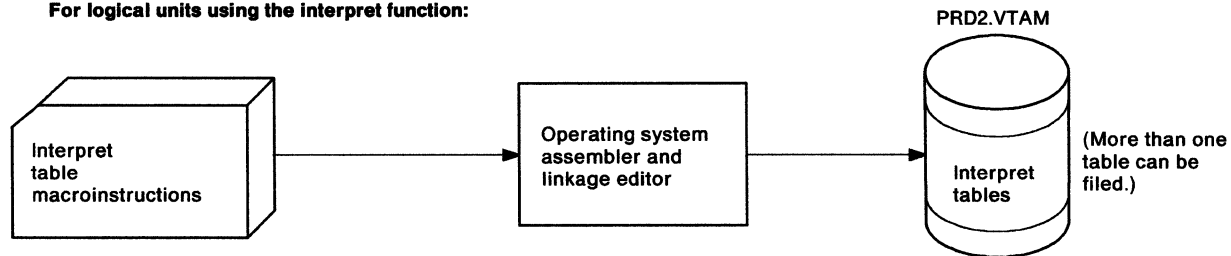 For logical units using the interpret function:
PRD2.VTAM
Interpret
table
macroinstructions
Operating system
assembler and
linkage editor
Interpret
tables
(More than one
table can be
filed.)